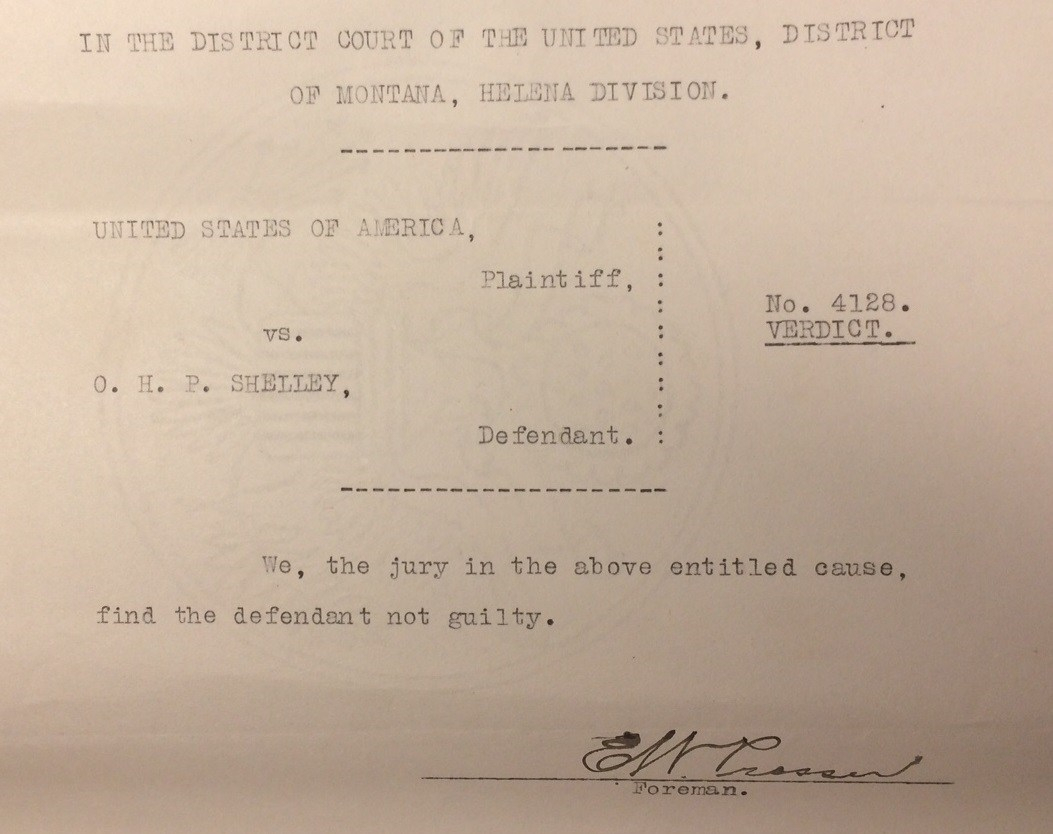 IN THE DISTRICT COURT OF THE UNITED STATES, DISTRICT
OF MONTANA, HELENA DIVISION.
UNITED STATES OF AMERICA,
Plaintiff,
vs.
O. H. P. SHELLEY,
Defendant.
No. 4128.
VERDICT.
We, the jury in the above entitled cause,
find the defendant not guilty.
E. W. Prosser
Foreman.